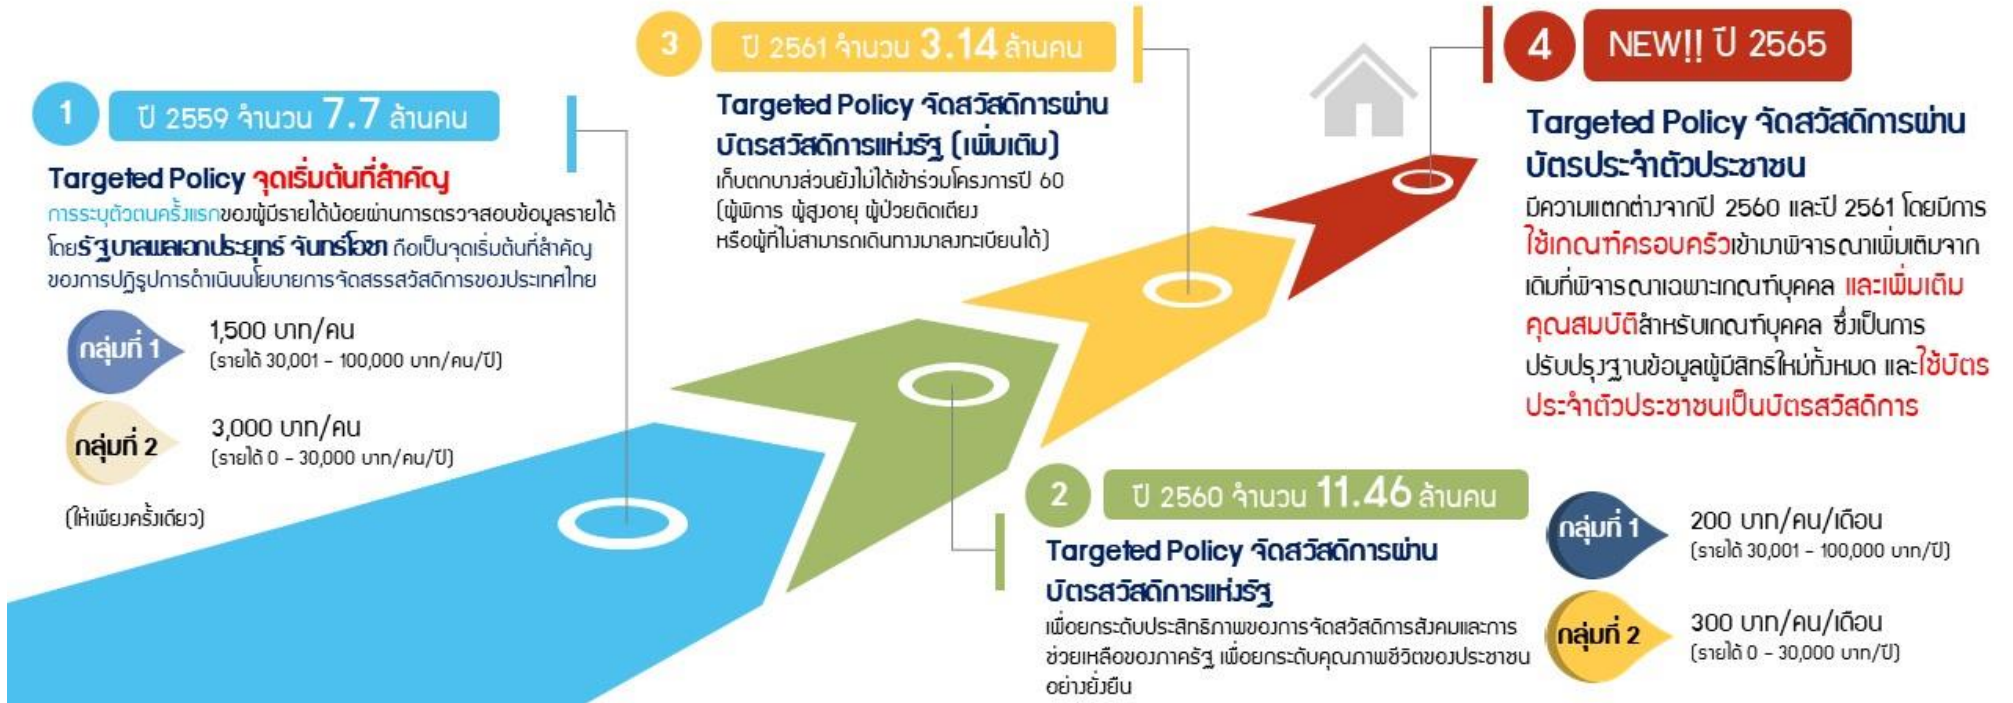 1
ปี 2559 จำนวน 7.7 ล้านคน
Targeted Policy จุดเริ่มต้นที่สำคัญ
การระบุตัวตนครั้งแรกของผู้มีรายได้น้อยผ่านการตรวจสอบข้อมูลรายได้
โดยรัฐบาลพลเอกประยุทธ์ จันทร์โอชา ถือเป็นจุดเริ่มต้นที่สำคัญ
ของการปฏิรูปการดำเนินนโยบายการจัดสรรสวัสดิการของประเทศไทย
กลุ่มที่ 1
1,500 บาท/คน
(รายได้ 30,001 - 100,000 บาท/คน/ปี)
กลุ่มที่ 2
3,000 บาท/คน
(รายได้ 0 - 30,000 บาท/คน/ปี)
(ให้เพียงครั้งเดียว)
2
ปี 2560 จำนวน 11.46 ล้านคน
Targeted Policy จัดสวัสดิการผ่าน
บัตรสวัสดิการแห่งรัฐ
เพื่อยกระดับประสิทธิภาพของการจัดสวัสดิการสังคมและการ
ช่วยเหลือของภาครัฐ เพื่อยกระดับคุณภาพชีวิตของประชาชน
อย่างยั่งยืน
กลุ่มที่ 1
200 บาท/คน/เดือน
(รายได้ 30,001 - 100,000 บาท/ปี)
กลุ่มที่ 2
300 บาท/คน/เดือน
(รายได้ 0 - 30,000 บาท/ปี)
3
ปี 2561 จำนวน 3.14 ล้านคน
Targeted Policy จัดสวัสดิการผ่าน
บัตรสวัสดิการแห่งรัฐ (เพิ่มเติม)
เก็บตกบางส่วนยังไม่ได้เข้าร่วมโครงการปี 60
(ผู้พิการ ผู้สูงอายุ ผู้ป่วยติดเตียง
หรือผู้ที่ไม่สามารถเดินทางมาลงทะเบียนได้)
4
NEW!! ปี 2565
Targeted Policy จัดสวัสดิการผ่าน
บัตรประจำตัวประชาชน
มีความแตกต่างจากปี 2560 และปี 2561 โดยมีการ
ใช้เกณฑ์ครอบครัวเข้ามาพิจารณาเพิ่มเติมจาก
เดิมที่พิจารณาเฉพาะเกณฑ์บุคคล และเพิ่มเติม
คุณสมบัติสำหรับเกณฑ์บุคคล ซึ่งเป็นการ
ปรับปรุงฐานข้อมูลผู้มีสิทธิใหม่ทั้งหมด และใช้บัตร
ประจำตัวประชาชนเป็นบัตรสวัสดิการ